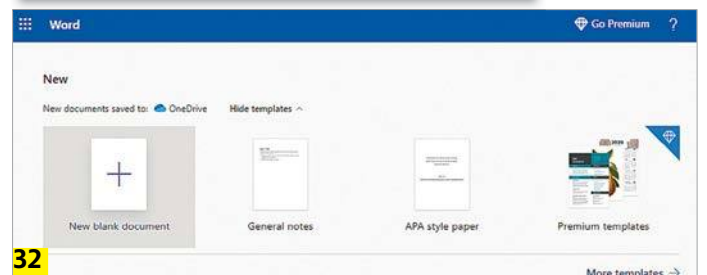 Word
Go Premium ?
New
New documents saved to: OneDrive Hide templates
New blank document
General notes
APA style paper
Premium templates
32
More templates →